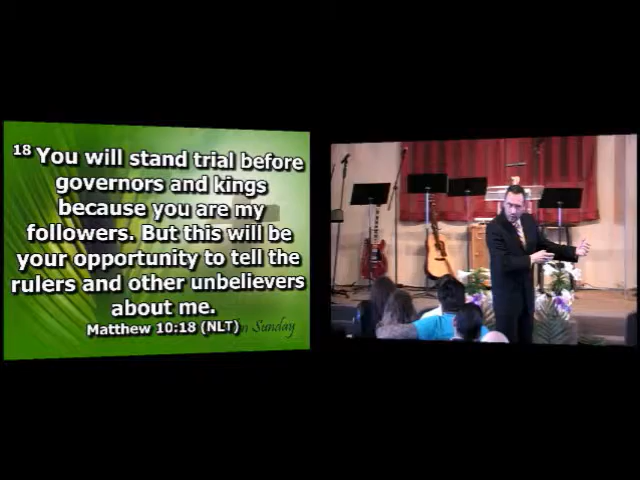 18 You will stand trial before
governors and kings
because you are my
followers. But this will be
your opportunity to tell the
rulers and other unbelievers
about me.
Matthew 10:18 (NLT)
Sunday